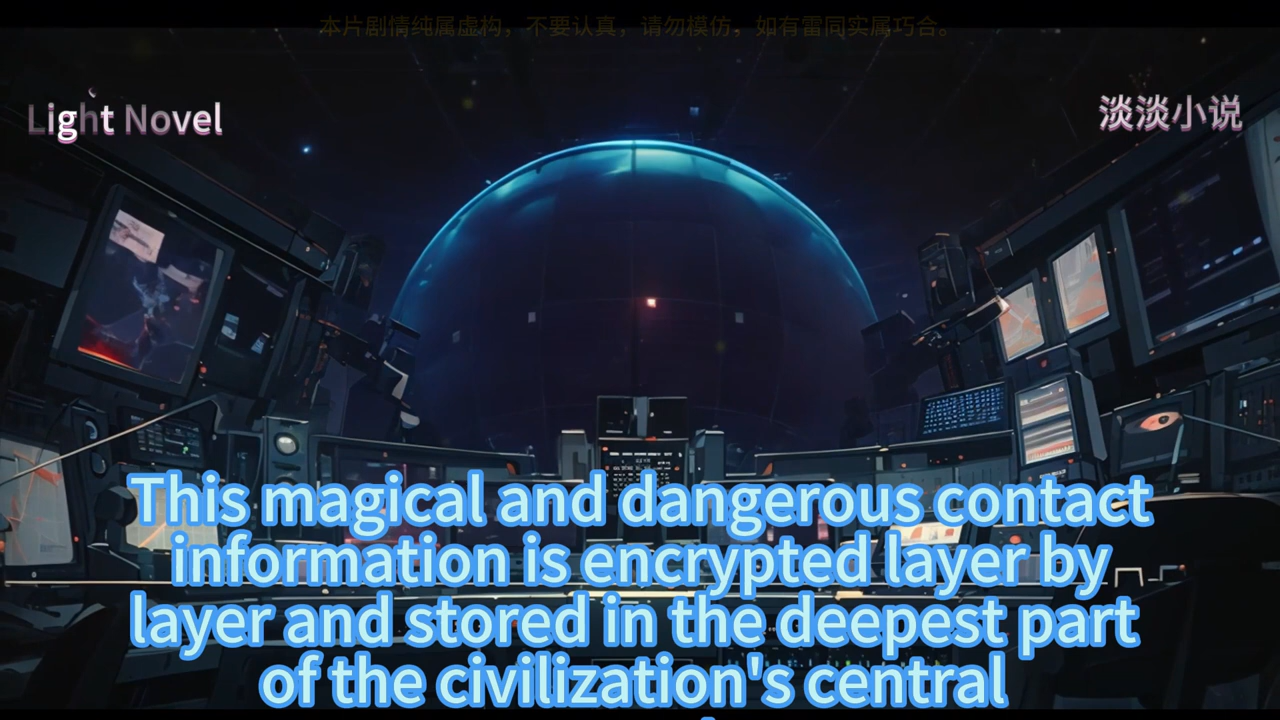 本片剧情纯属虚构，不要认真，请勿模仿，如有雷同实属巧合。
Light Novel
淡淡小说
This magical and dangerous contact
information is encrypted layer by
layer and stored in the deepest part
of the civilization's central